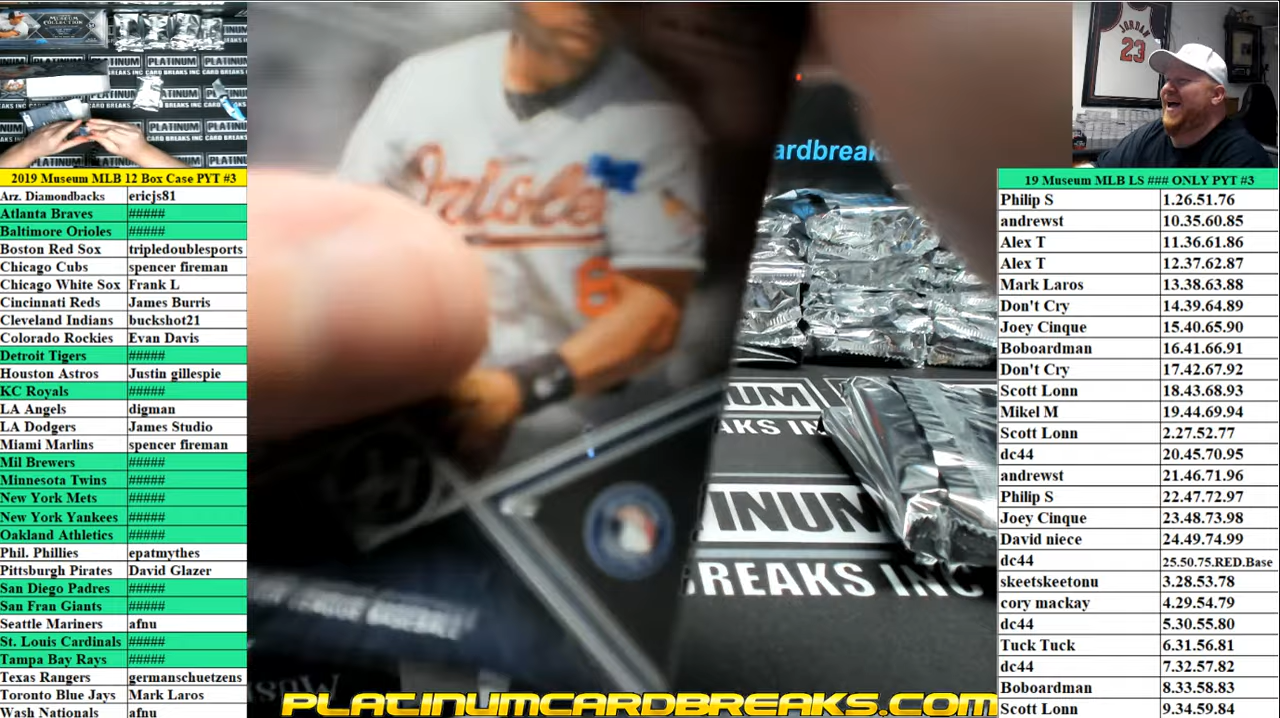 2019 Museum MLB 12 Box Case PYT #3
Arz. Diamondbacks ericjs81
Atlanta Braves #####
Baltimore Orioles #####
Boston Red Sox tripledoublesports
Chicago Cubs spencer fireman
Chicago White Sox Frank L
Cincinnati Reds James Burris
Cleveland Indians buckshot21
Colorado Rockies Evan Davis
Detroit Tigers #####
Houston Astros Justin gillespie
KC Royals #####
LA Angels digman
LA Dodgers James Studio
Miami Marlins spencer fireman
Mil Brewers #####
Minnesota Twins #####
New York Mets #####
New York Yankees #####
Oakland Athletics #####
Phil. Phillies epatmythes
Pittsburgh Pirates David Glazer
San Diego Padres #####
San Fran Giants #####
Seattle Mariners afnu
St. Louis Cardinals #####
Tampa Bay Rays #####
Texas Rangers germanschuetzens
Toronto Blue Jays Mark Laros
Wash Nationals afnu
Orioles
6
ardbreak
INUM
BREAKS INC
PLATINUMCARDBREAKS.COM
JORDAN
23
19 Museum MLB LS ### ONLY PYT #3
Philip S 1.26.51.76
andrewst 10.35.60.85
Alex T 11.36.61.86
Alex T 12.37.62.87
Mark Laros 13.38.63.88
Don't Cry 14.39.64.89
Joey Cinque 15.40.65.90
Boboardman 16.41.66.91
Don't Cry 17.42.67.92
Scott Lonn 18.43.68.93
Mikel M 19.44.69.94
Scott Lonn 2.27.52.77
dc44 20.45.70.95
andrewst 21.46.71.96
Philip S 22.47.72.97
Joey Cinque 23.48.73.98
David niece 24.49.74.99
dc44 25.50.75.RED.Base
skeetskeetonu 3.28.53.78
cory mackay 4.29.54.79
dc44 5.30.55.80
Tuck Tuck 6.31.56.81
dc44 7.32.57.82
Boboardman 8.33.58.83
Scott Lonn 9.34.59.84